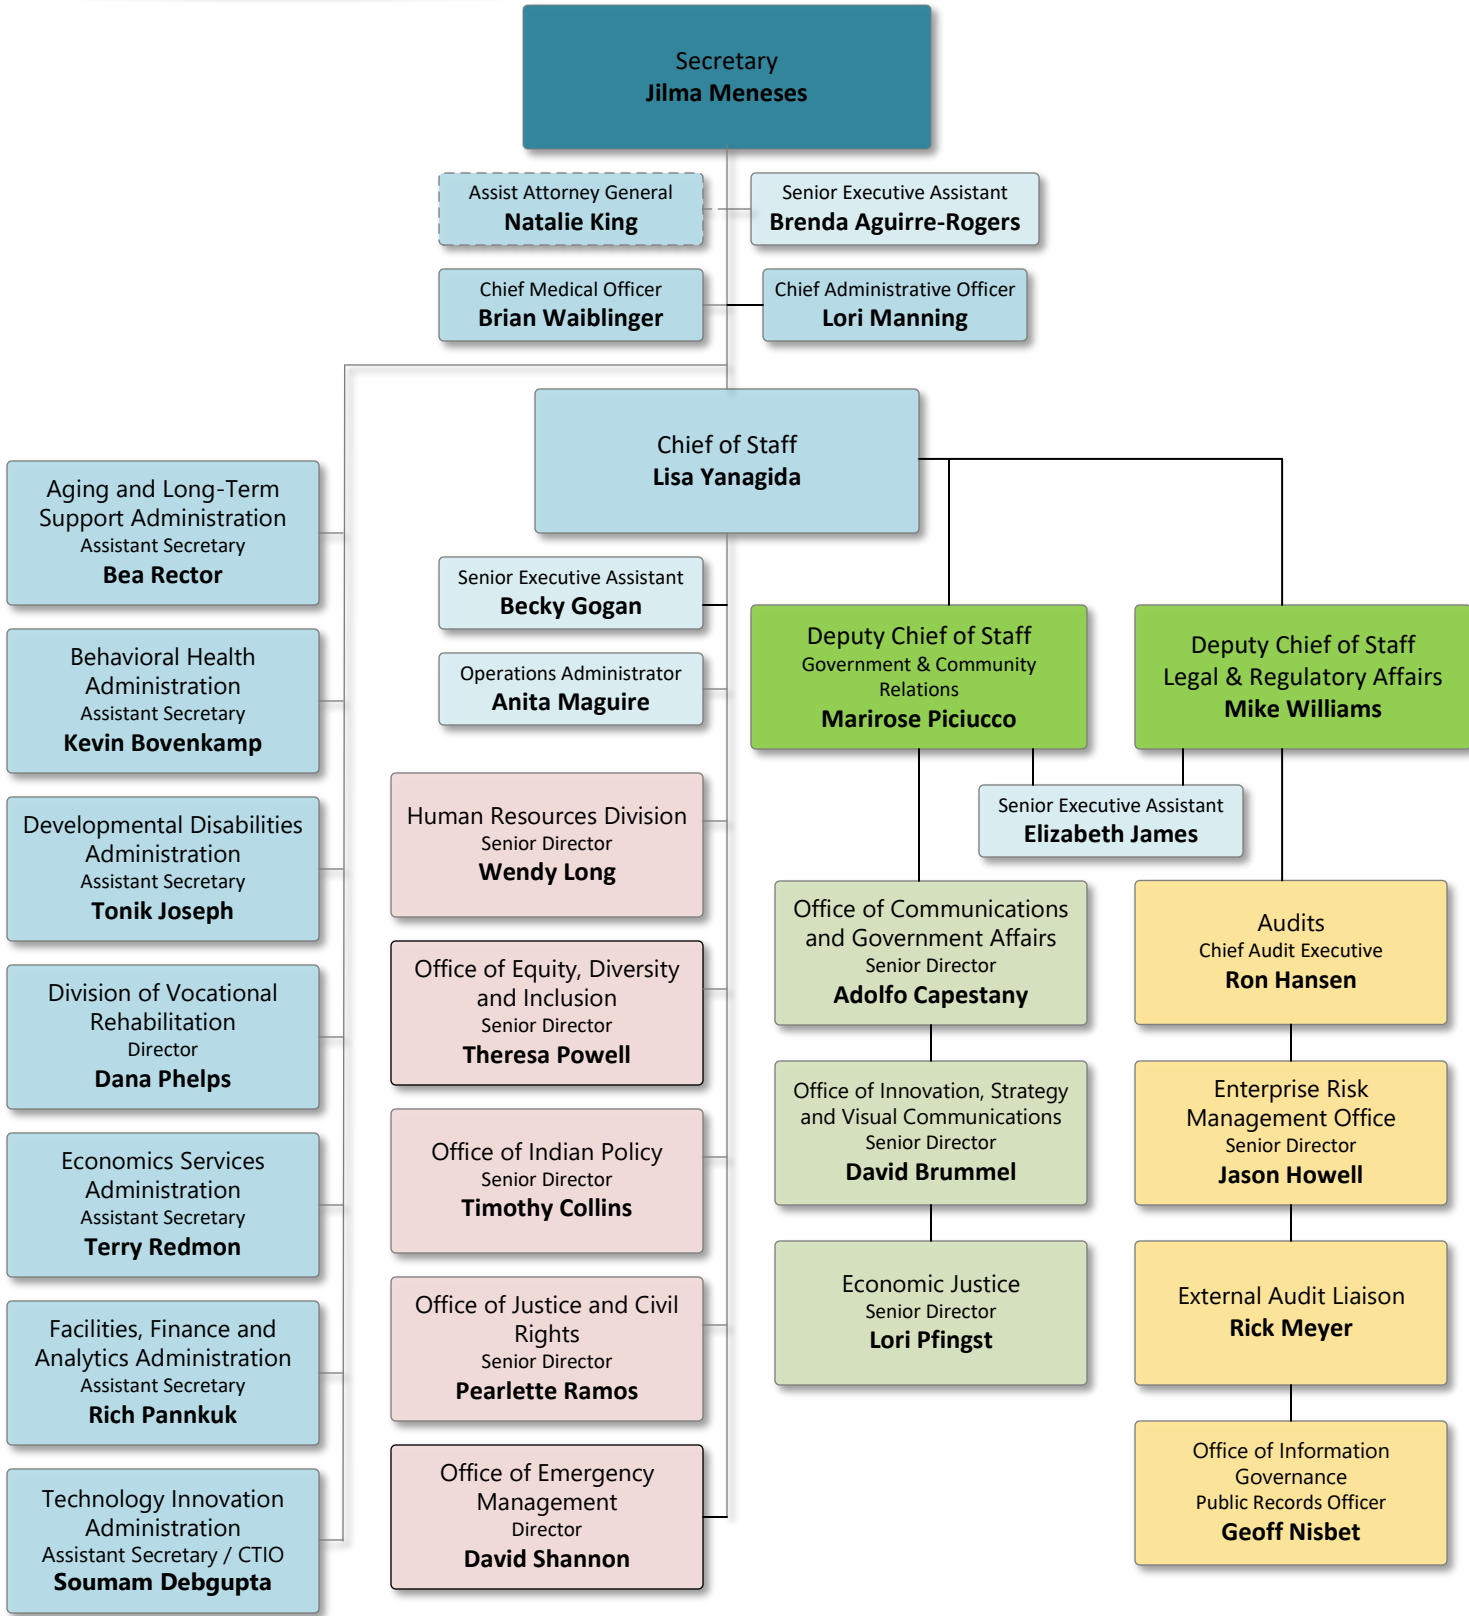 Secretary
Jilma Meneses
Assist Attorney General
Natalie King
Senior Executive Assistant
Brenda Aguirre-Rogers
Chief Medical Officer
Brian Waiblinger
Chief Administrative Officer
Lori Manning
Chief of Staff
Lisa Yanagida
Aging and Long-Term
Support Administration
Assistant Secretary
Bea Rector
Behavioral Health
Administration
Assistant Secretary
Kevin Bovenkamp
Developmental Disabilities
Administration
Assistant Secretary
Tonik Joseph
Division of Vocational
Rehabilitation
Director
Dana Phelps
Economics Services
Administration
Assistant Secretary
Terry Redmon
Facilities, Finance and
Analytics Administration
Assistant Secretary
Rich Pannkuk
Technology Innovation
Administration
Assistant Secretary / CTIO
Soumam Debgupta
Senior Executive Assistant
Becky Gogan
Operations Administrator
Anita Maguire
Human Resources Division
Senior Director
Wendy Long
Office of Equity, Diversity
and Inclusion
Senior Director
Theresa Powell
Office of Indian Policy
Senior Director
Timothy Collins
Office of Justice and Civil
Rights
Senior Director
Pearlette Ramos
Office of Emergency
Management
Director
David Shannon
Deputy Chief of Staff
Government & Community
Relations
Marirose Piciucco
Deputy Chief of Staff
Legal & Regulatory Affairs
Mike Williams
Senior Executive Assistant
Elizabeth James
Office of Communications
and Government Affairs
Senior Director
Adolfo Capestany
Office of Innovation, Strategy
and Visual Communications
Senior Director
David Brummel
Economic Justice
Senior Director
Lori Pfingst
Audits
Chief Audit Executive
Ron Hansen
Enterprise Risk
Management Office
Senior Director
Jason Howell
External Audit Liaison
Rick Meyer
Office of Information
Governance
Public Records Officer
Geoff Nisbet